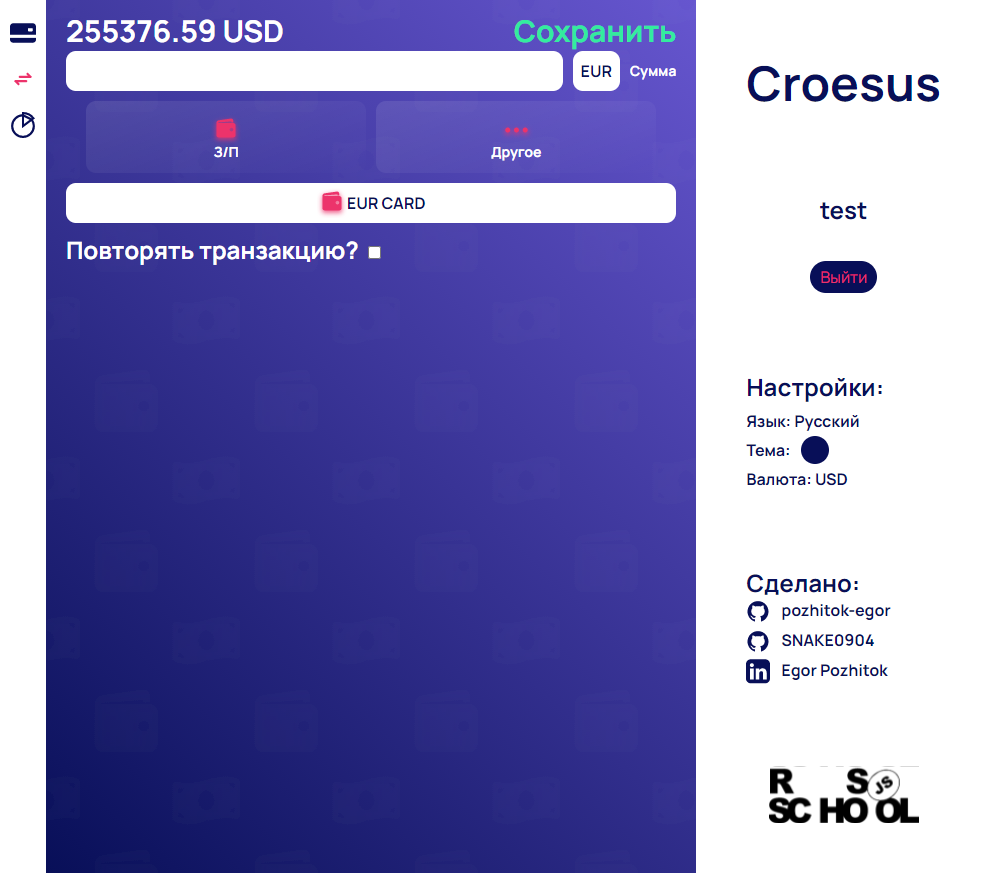 255376.59 USD
Сохранить
EUR
Сумма
З/П
Другое
EUR CARD
Повторять транзакцию?
Croesus
test
Выйти
Настройки:
Язык: Русский
Тема:
Валюта: USD
Сделано:
pozhitok-egor
SNAKE0904
in
Egor Pozhitok
R S JS
SCHOOL